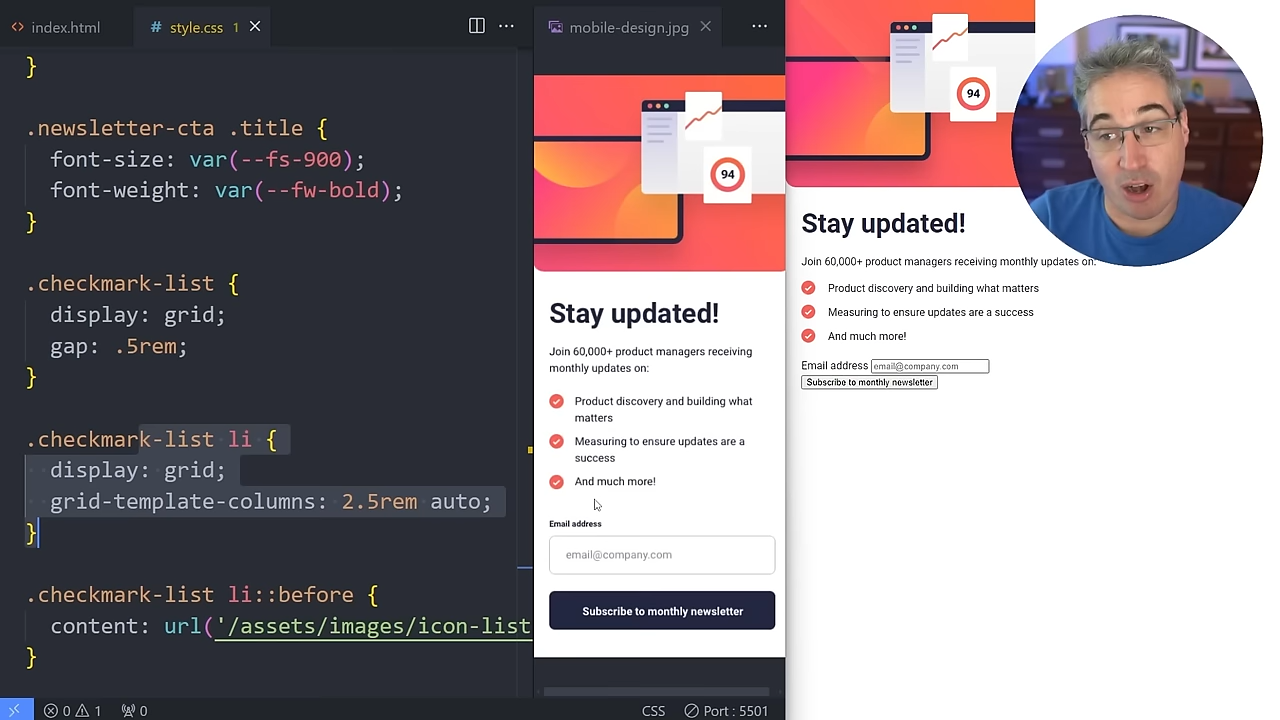 index.html
style.css 1
mobile-design.jpg
}
.newsletter-cta .title {
font-size: var(--fs-900);
font-weight: var(--fw-bold);
}
.checkmark-list {
display: grid;
gap: .5rem;
}
.checkmark-list li {
display: grid;
grid-template-columns: 2.5rem auto;
}
.checkmark-list li::before {
content: url('/assets/images/icon-list
}
0 1 0
CSS
Port : 5501
94
Stay updated!
Join 60,000+ product managers receiving
monthly updates on:
Product discovery and building what
matters
Measuring to ensure updates are a
success
And much more!
Email address
email@company.com
Subscribe to monthly newsletter
94
Stay updated!
Join 60,000+ product managers receiving monthly updates on:
Product discovery and building what matters
Measuring to ensure updates are a success
And much more!
Email address email@company.com
Subscribe to monthly newsletter